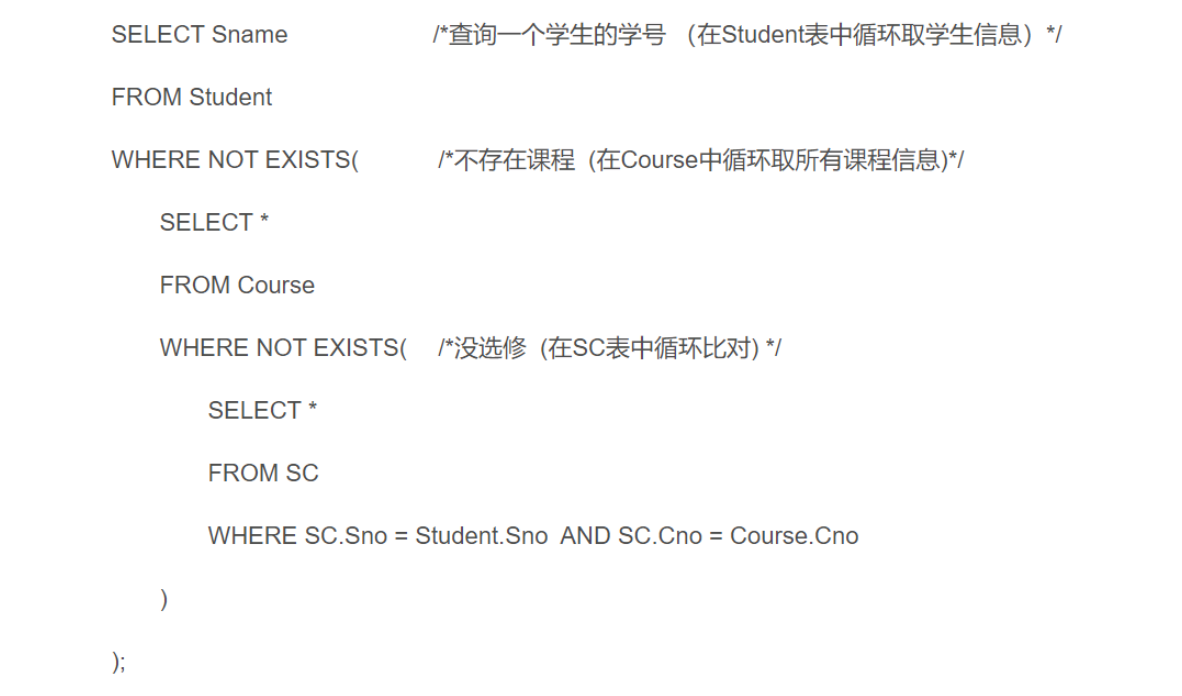 SELECT Sname /*查询一个学生的学号 （在Student表中循环取学生信息）*/
FROM Student
WHERE NOT EXISTS( /*不存在课程 (在Course中循环取所有课程信息)*/
SELECT *
FROM Course
WHERE NOT EXISTS( /*没选修 (在SC表中循环比对) */
SELECT *
FROM SC
WHERE SC.Sno = Student.Sno AND SC.Cno = Course.Cno
)
);